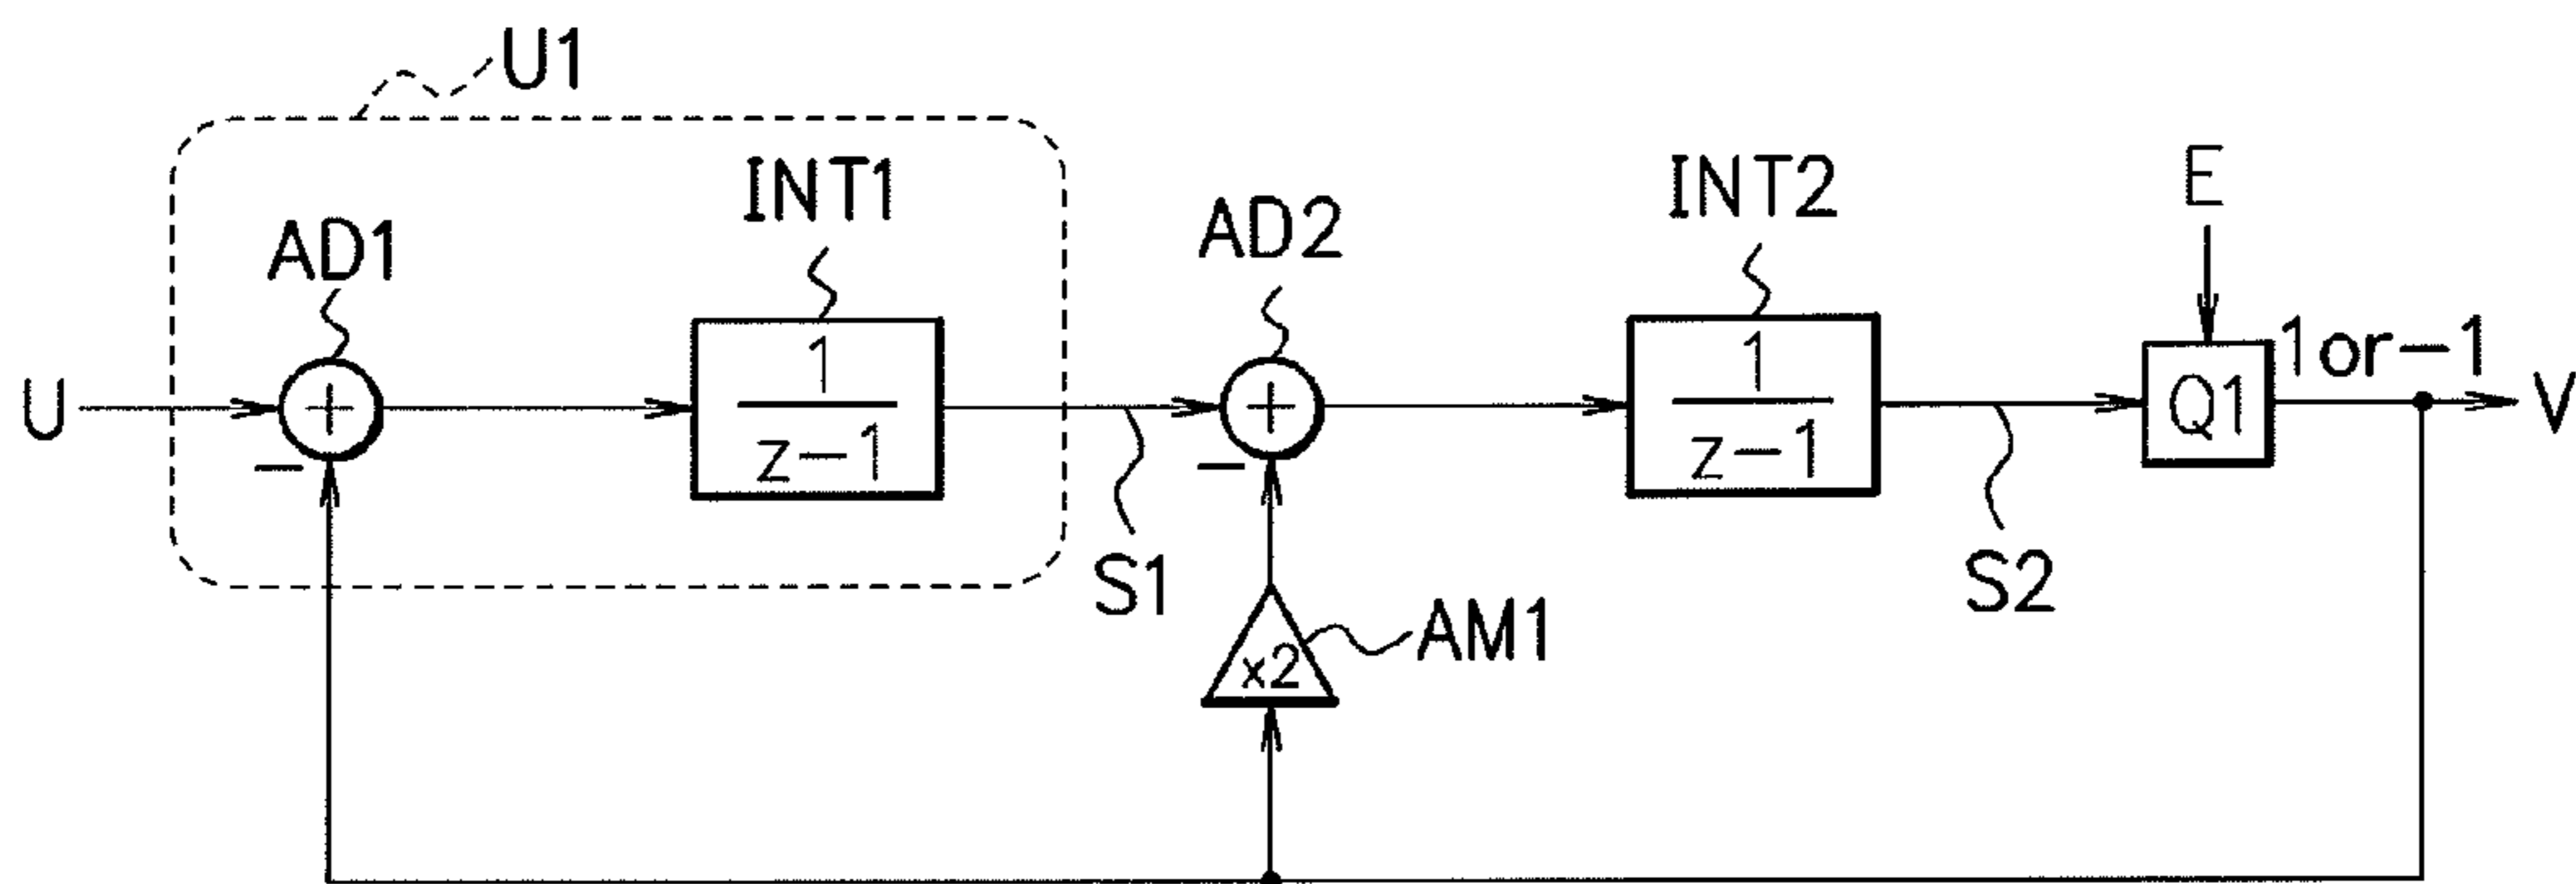 U1
INT1
INT2
E
AD1
AD2
1
z-1
1
z-1
1or-1
U
+
+
Q1
V
-
-
S1
S2
AM1
x2